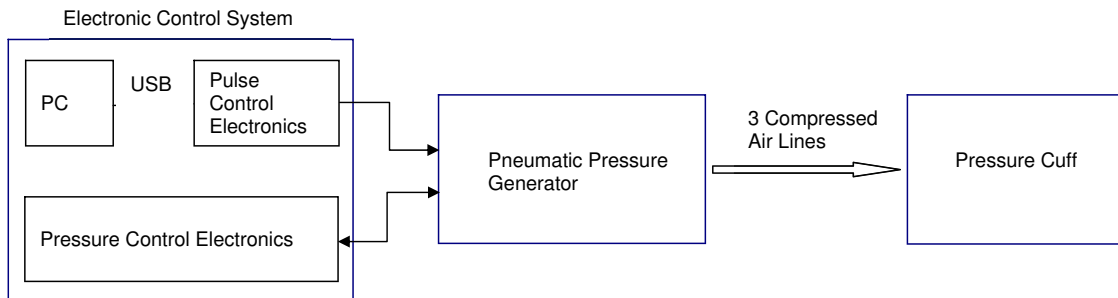 Electronic Control System
PC
USB
Pulse
Control
Electronics
Pressure Control Electronics
Pneumatic Pressure
Generator
3 Compressed
Air Lines
Pressure Cuff